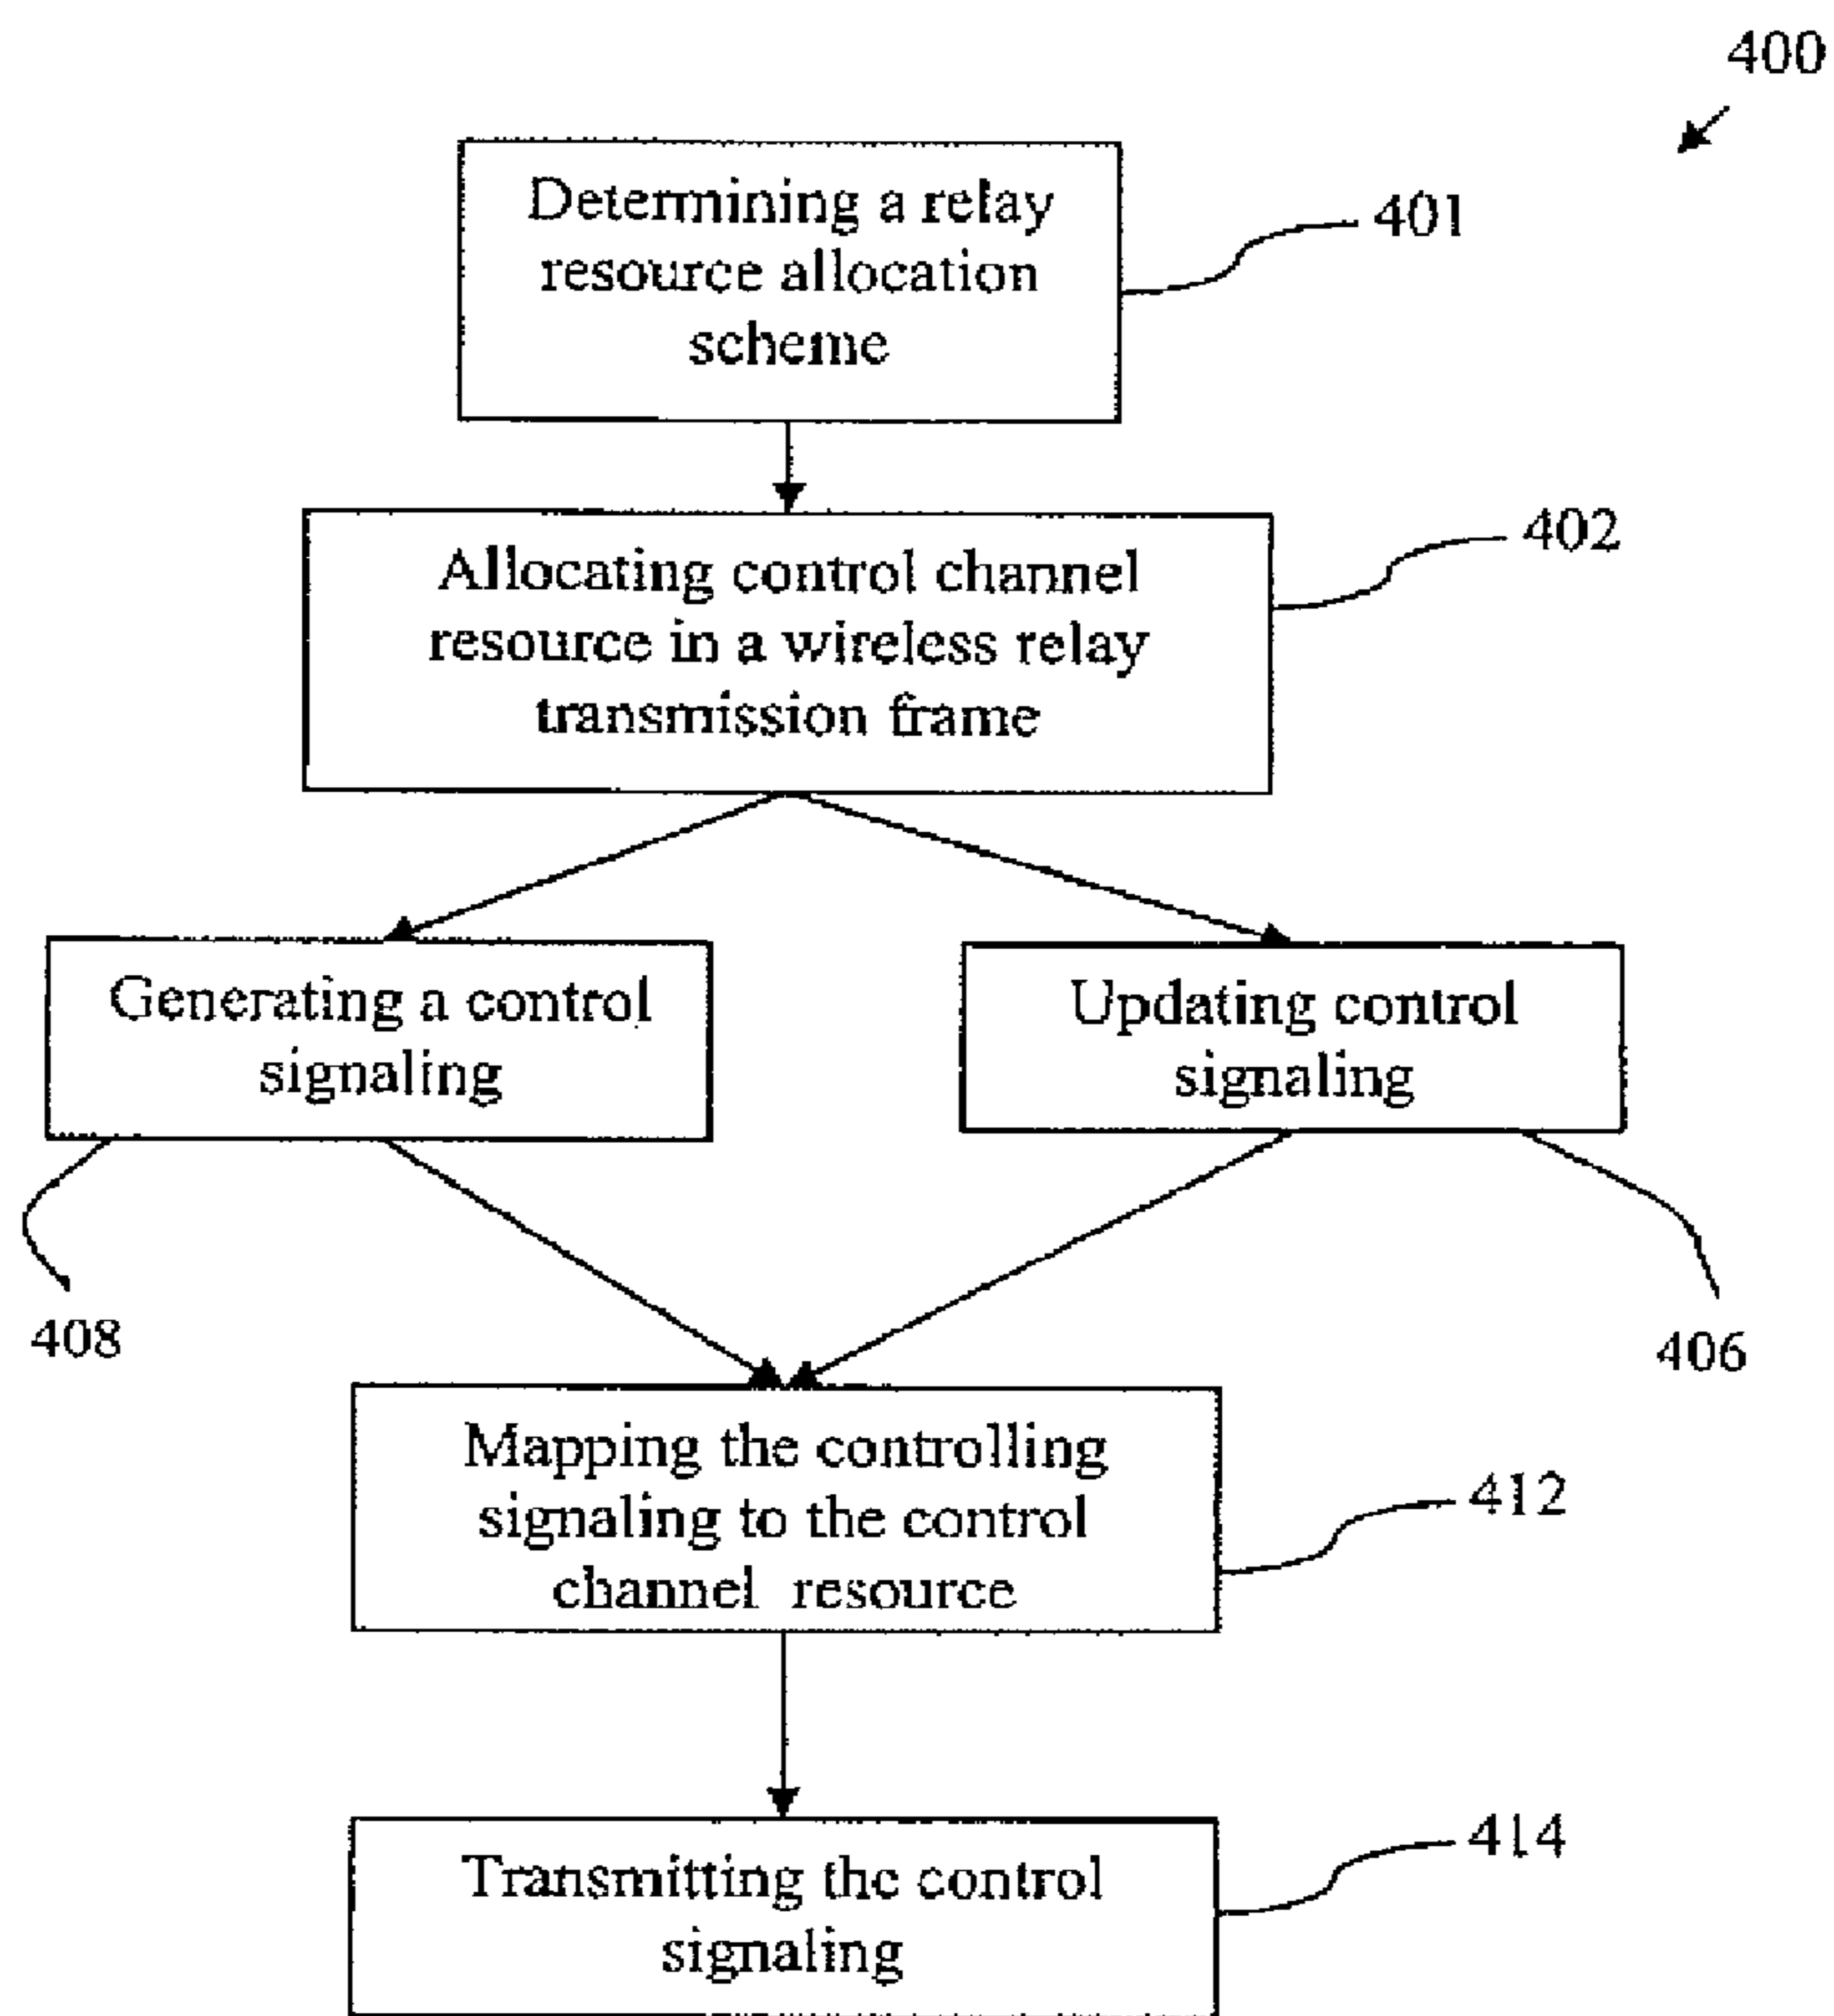 400
Determining a relay
resource allocation
scheme
401
Allocating control channel
resource in a wireless relay
transmission frame
402
Generating a control
signaling
Updating control
signaling
408
406
Mapping the controlling
signaling to the control
channel resource
412
Transmitting the control
signaling
414